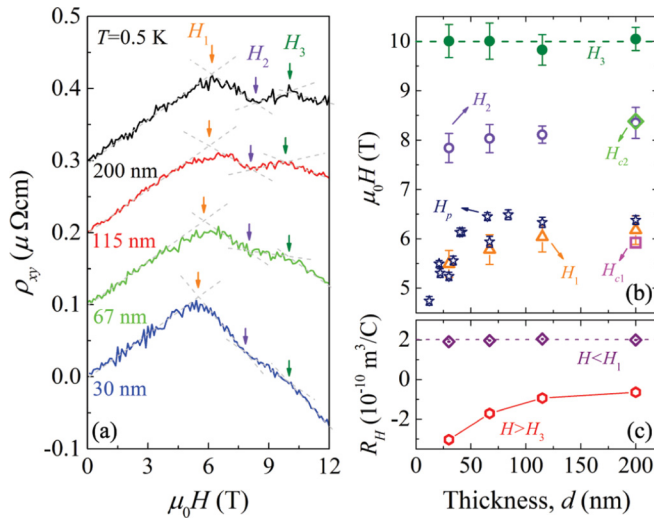 T=0.5 K
H₁
H₂
H₃
0.5
0.4
0.3
0.2
0.1
0.0
-0.1
ρxy (μ Ωcm)
200 nm
115 nm
67 nm
30 nm
(a)
0 3 6 9 12
μ₀H (T)
10
9
8
7
6
5
μ₀H (T)
H₃
H₂
Hc2
Hp
H₁
Hc1
(b)
2
0
-2
R_H (10⁻¹⁰ m³/C)
H<H₁
H>H₃
(c)
0 50 100 150 200
Thickness, d (nm)